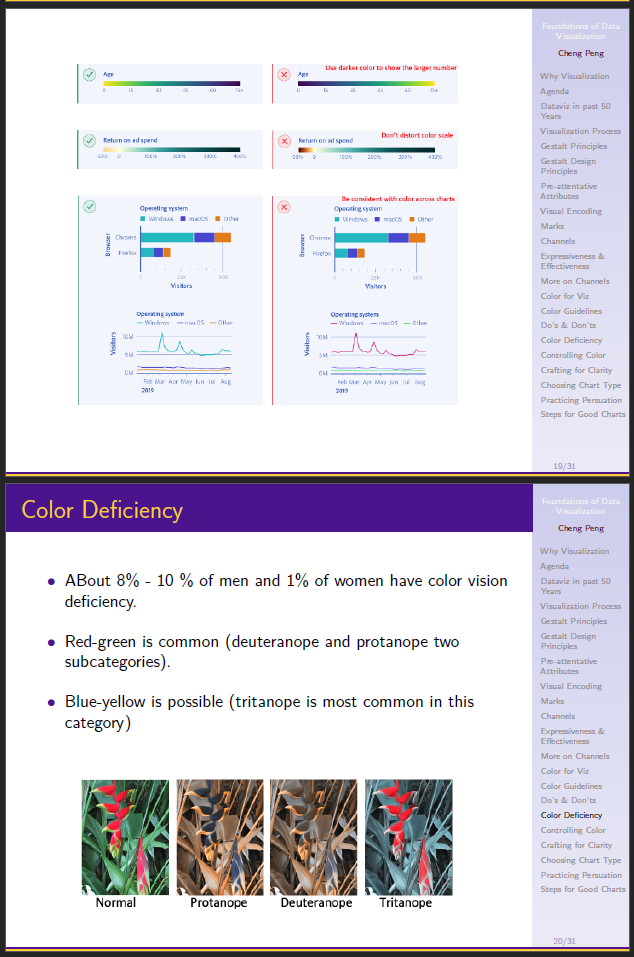 Use darker color to show the larger number
Age
0 15 30 45 60 75+
Age
0 15 30 45 60 75+
Don't distort color scale
Return on ad spend
-50% 0 100% 200% 300% 400%
Return on ad spend
-50% 0 100% 200% 300% 400%
Be consistent with color across charts
Operating system
Windows macOS Other
Browser
Chrome
Firefox
0 25K 50K
Visitors
Operating system
Windows macOS Other
Visitors
10M
5M
0M
Feb Mar Apr May Jun Jul Aug
2019
Operating system
Windows macOS Other
Browser
Chrome
Firefox
0 25K 50K
Visitors
Operating system
Windows macOS Other
Visitors
10M
5M
0M
Feb Mar Apr May Jun Jul Aug
2019
Foundations of Data
Visualization
Cheng Peng
Why Visualization
Agenda
Dataviz in past 50
Years
Visualization Process
Gestalt Principles
Gestalt Design
Principles
Pre-attentative
Attributes
Visual Encoding
Marks
Channels
Expressiveness &
Effectiveness
More on Channels
Color for Viz
Color Guidelines
Do's & Don'ts
Color Deficiency
Controlling Color
Crafting for Clarity
Choosing Chart Type
Practicing Persuation
Steps for Good Charts
19/31
Color Deficiency
ABout 8% - 10 % of men and 1% of women have color vision
deficiency.
Red-green is common (deuteranope and protanope two
subcategories).
Blue-yellow is possible (tritanope is most common in this
category)
Normal
Protanope
Deuteranope
Tritanope
Foundations of Data
Visualization
Cheng Peng
Why Visualization
Agenda
Dataviz in past 50
Years
Visualization Process
Gestalt Principles
Gestalt Design
Principles
Pre-attentative
Attributes
Visual Encoding
Marks
Channels
Expressiveness &
Effectiveness
More on Channels
Color for Viz
Color Guidelines
Do's & Don'ts
Color Deficiency
Controlling Color
Crafting for Clarity
Choosing Chart Type
Practicing Persuation
Steps for Good Charts
20/31